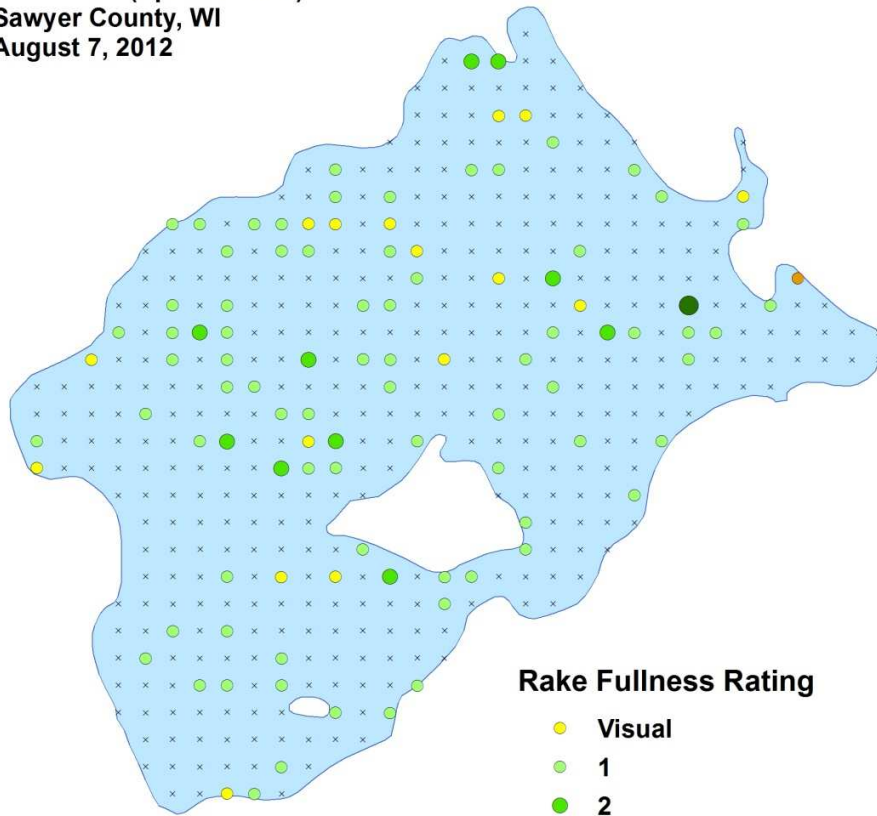 Sawyer County, WI
August 7, 2012
Rake Fullness Rating
Visual
1
2